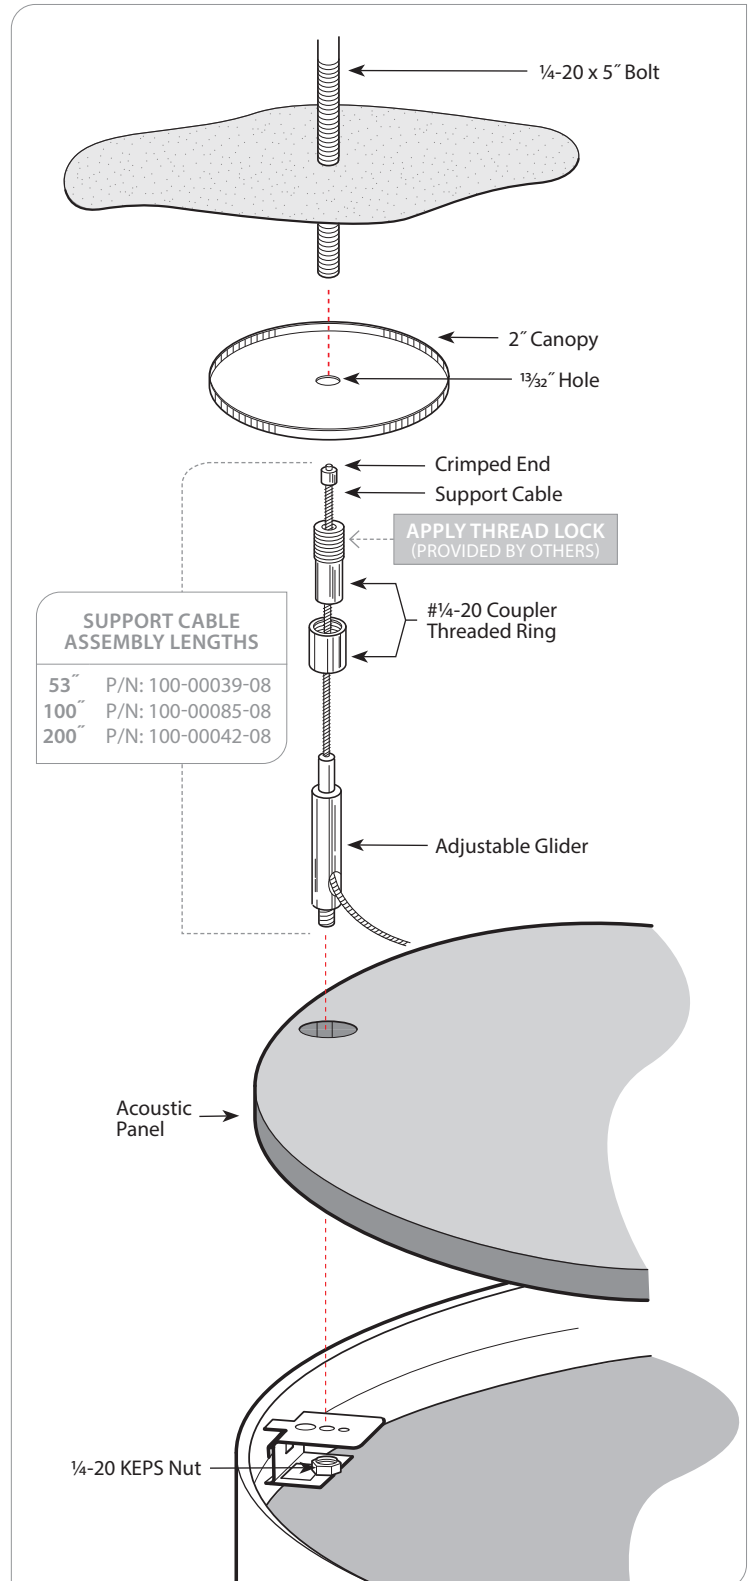 ¼-20 x 5˝ Bolt
2˝ Canopy
¹³⁄₃₂˝ Hole
Crimped End
Support Cable
APPLY THREAD LOCK
(PROVIDED BY OTHERS)
#¼-20 Coupler
Threaded Ring
SUPPORT CABLE
ASSEMBLY LENGTHS
53˝ P/N: 100-00039-08
100˝ P/N: 100-00085-08
200˝ P/N: 100-00042-08
Adjustable Glider
Acoustic
Panel
¼-20 KEPS Nut